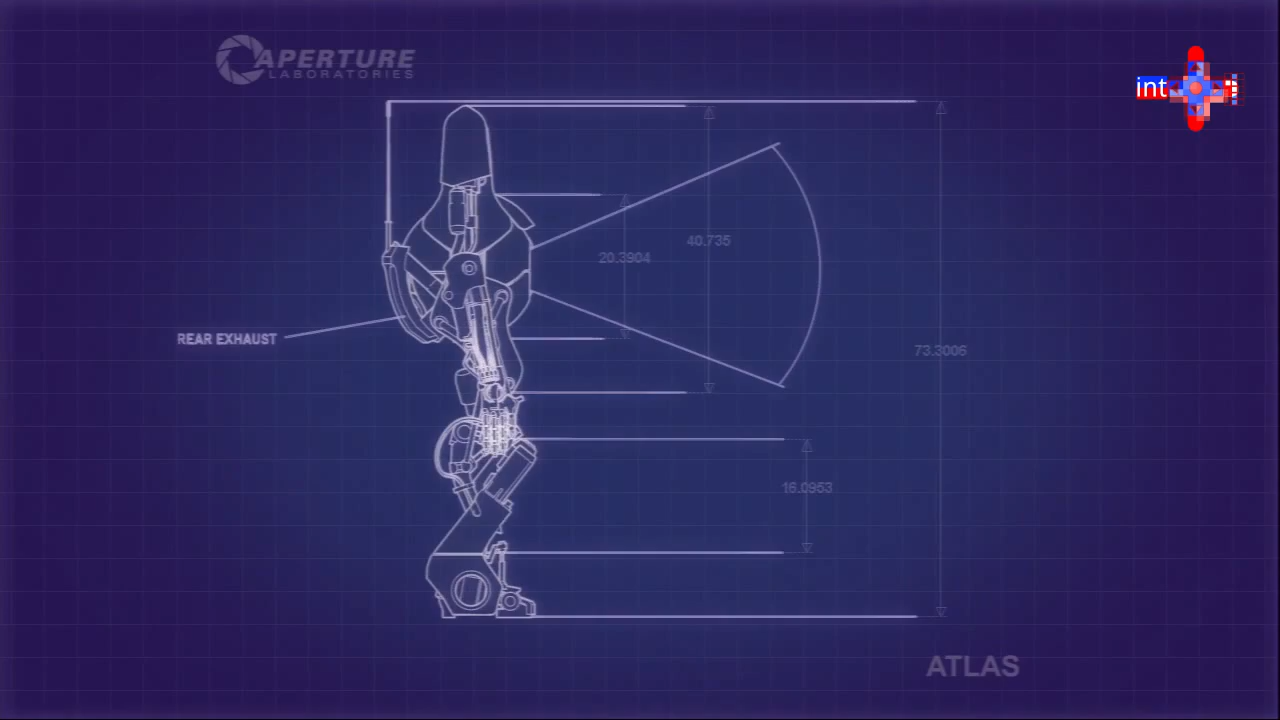 APERTURE
LABORATORIES
int
40.735
20.3904
REAR EXHAUST
73.3006
16.0953
ATLAS